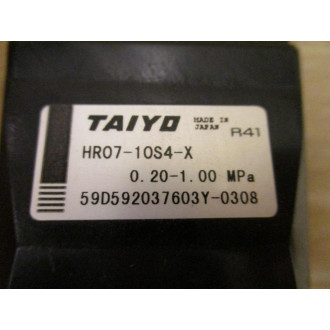 TAIYO MADE IN JAPAN R41
HR07-10S4-X
0.20-1.00 MPa
59D592037603Y-0308